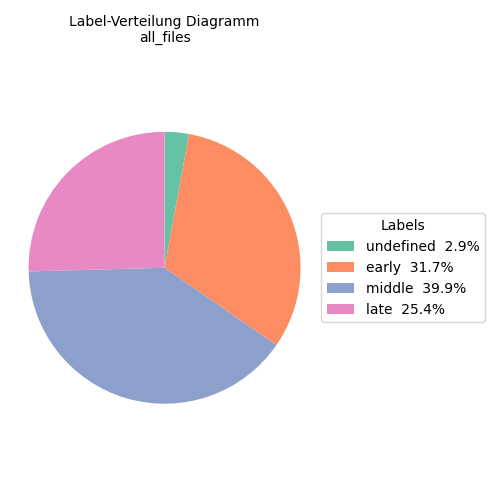 Label-Verteilung Diagramm
all_files
Labels
undefined  2.9%
early  31.7%
middle  39.9%
late  25.4%